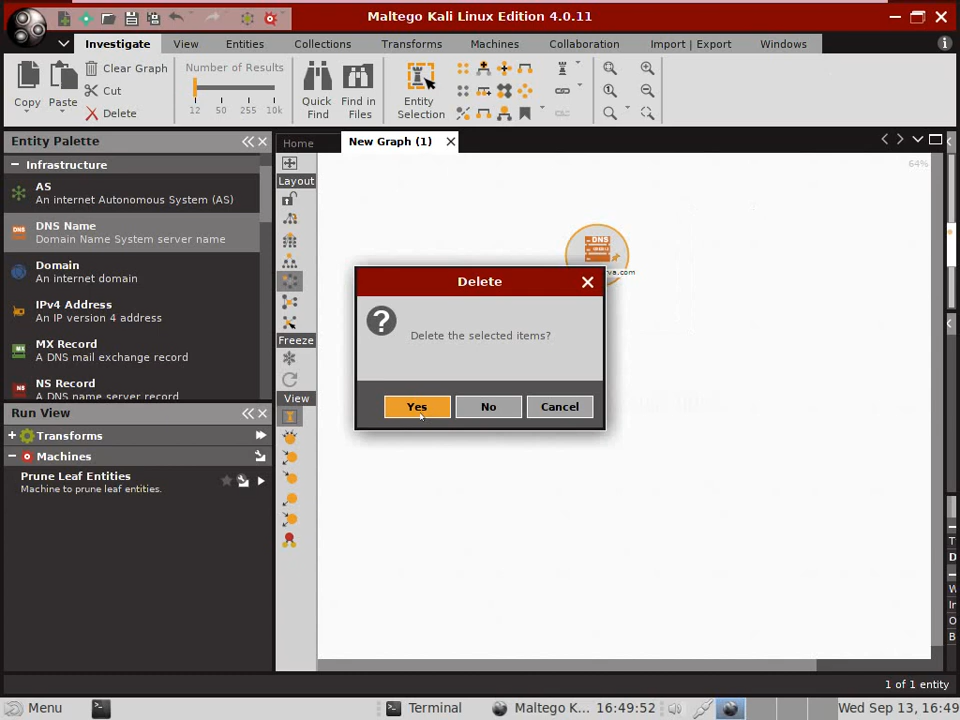 Maltego Kali Linux Edition 4.0.11
Investigate View Entities Collections Transforms Machines Collaboration Import | Export Windows
Copy Paste Clear Graph Cut Delete
Number of Results
12 50 255 10k
Quick Find
Find in Files
Entity Selection
Entity Palette
Infrastructure
AS
An internet Autonomous System (AS)
DNS Name
Domain Name System server name
Domain
An internet domain
IPv4 Address
An IP version 4 address
MX Record
A DNS mail exchange record
NS Record
A DNS name server record
Run View
Transforms
Machines
Prune Leaf Entities
Machine to prune leaf entities.
Home New Graph (1)
Layout
Freeze
View
64%
DNS
Delete
Delete the selected items?
Yes No Cancel
1 of 1 entity
Menu Terminal Maltego K... 16:49:52 Wed Sep 13, 16:49